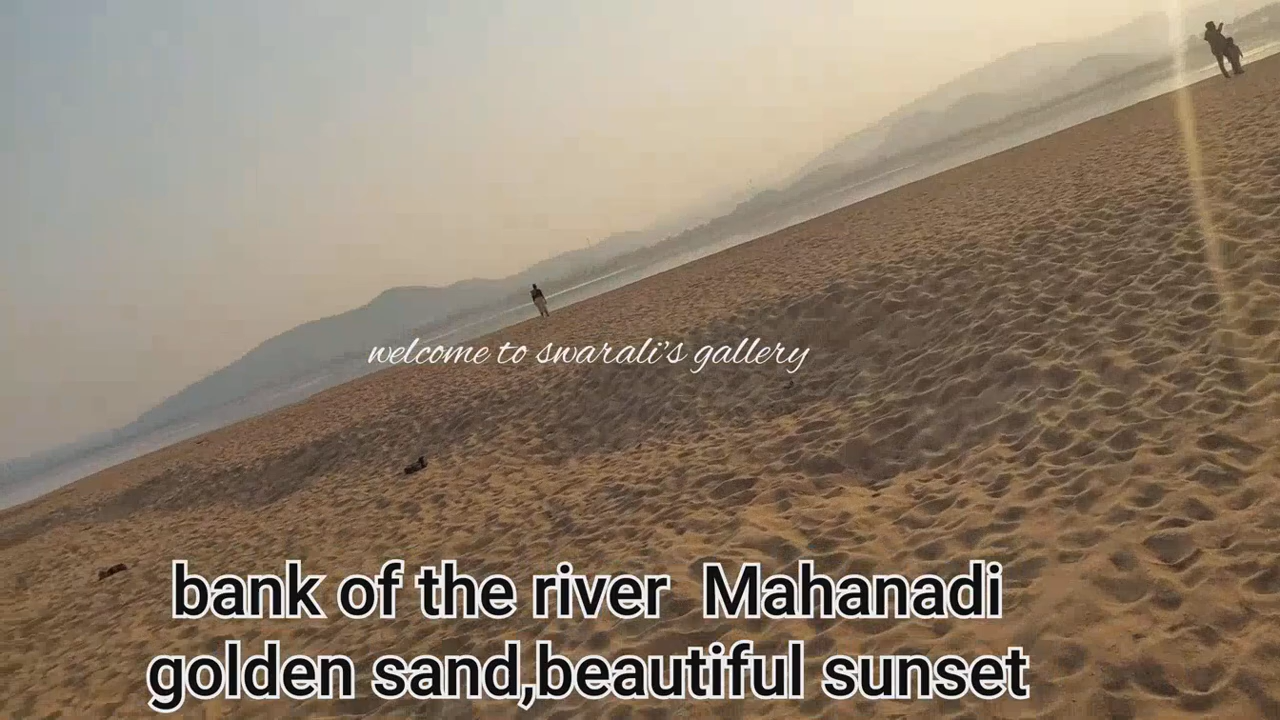 welcome to swarali's gallery
bank of the river  Mahanadi
golden sand,beautiful sunset